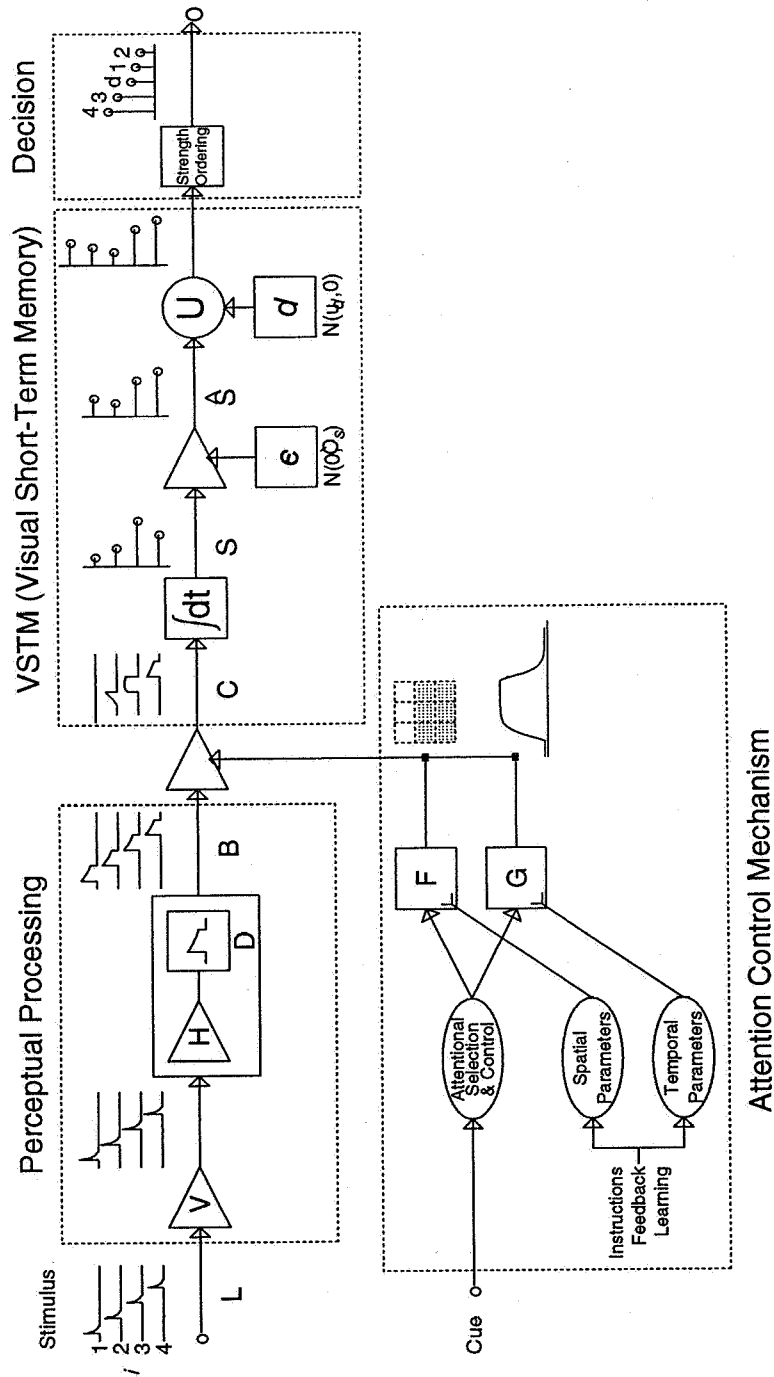 Perceptual Processing
VSTM (Visual Short-Term Memory)
Decision
Stimulus
i
1
2
3
4
L
V
H
D
B
C
∫dt
S
ϵ
Ŝ
U
d
N(u_d,0)
Strength
Ordering
4 3 d 1 2
O
Cue
Attentional
Selection
& Control
F
G
Spatial
Parameters
Temporal
Parameters
Instructions
Feedback
Learning
Attention Control Mechanism